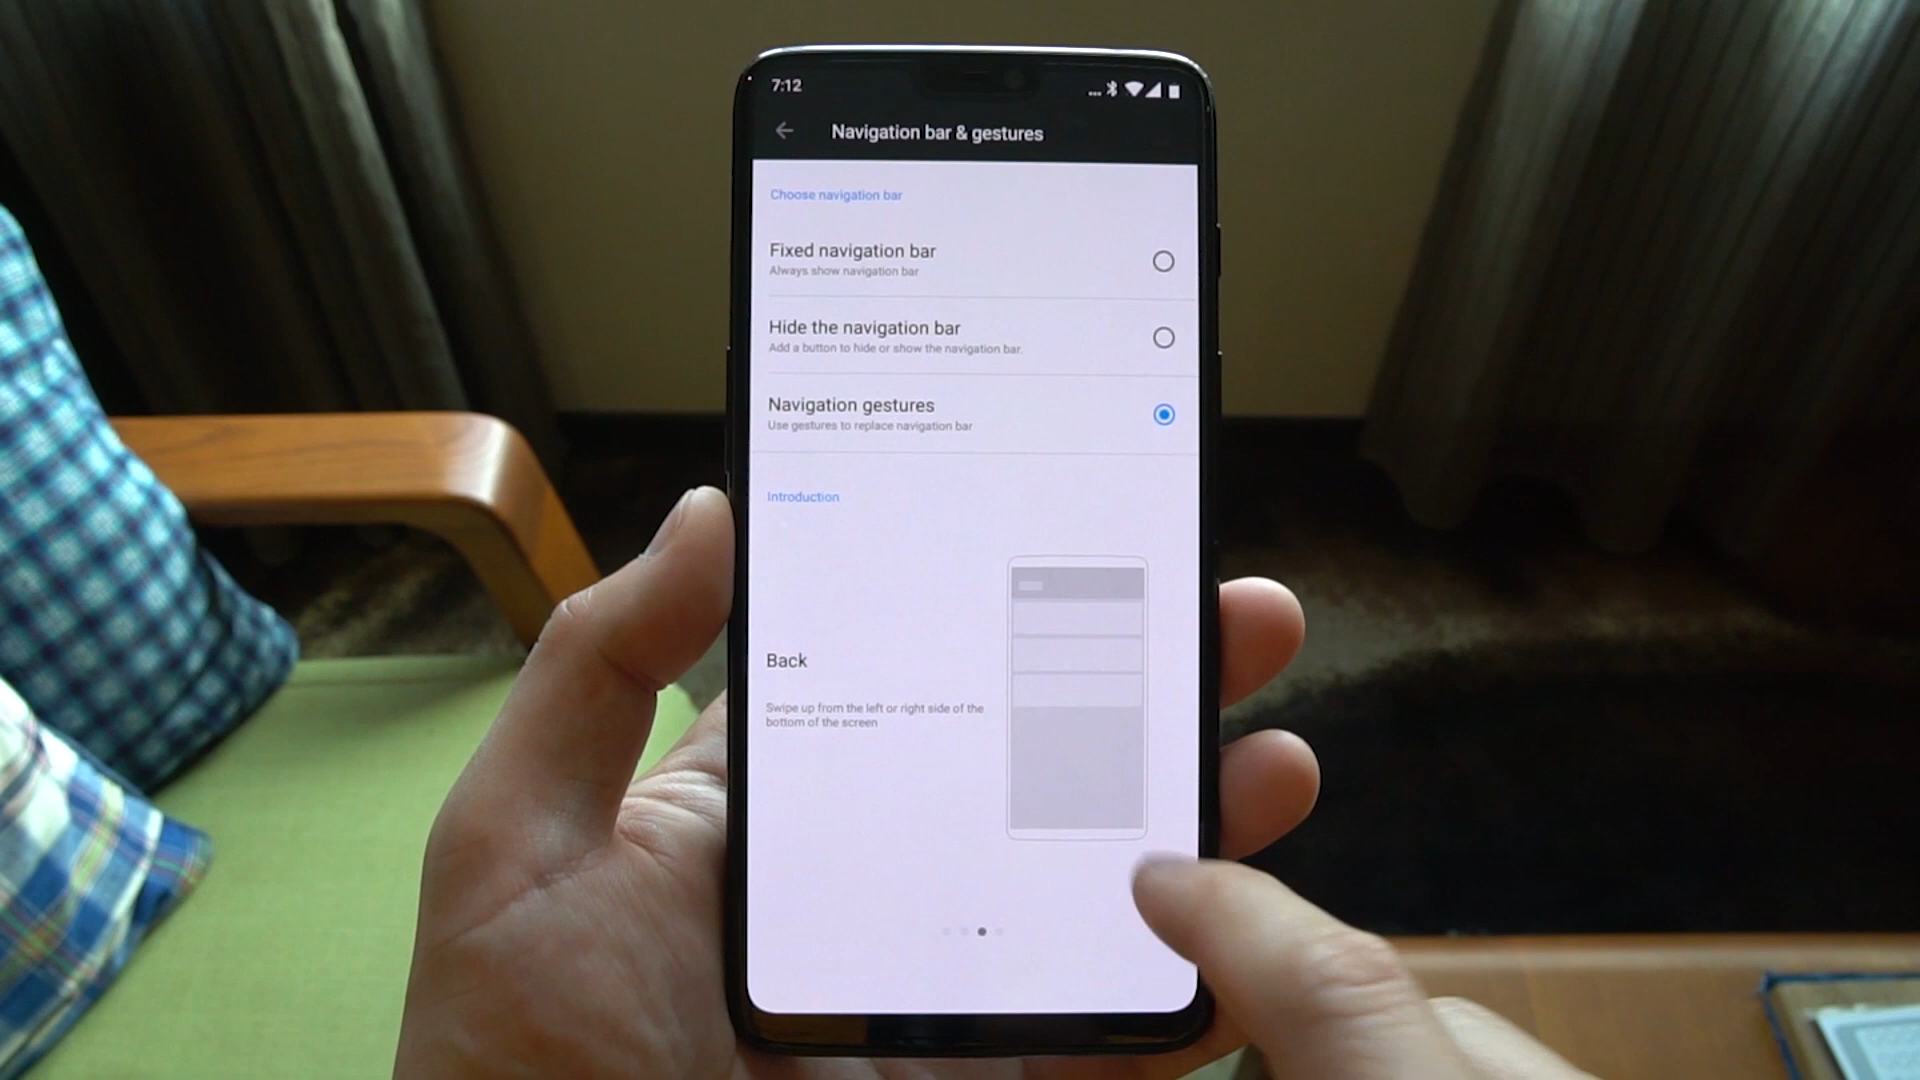 7:12
Navigation bar & gestures
Choose navigation bar
Fixed navigation bar
Always show navigation bar
Hide the navigation bar
Add a button to hide or show the navigation bar.
Navigation gestures
Use gestures to replace navigation bar
Introduction
Back
Swipe up from the left or right side of the
bottom of the screen